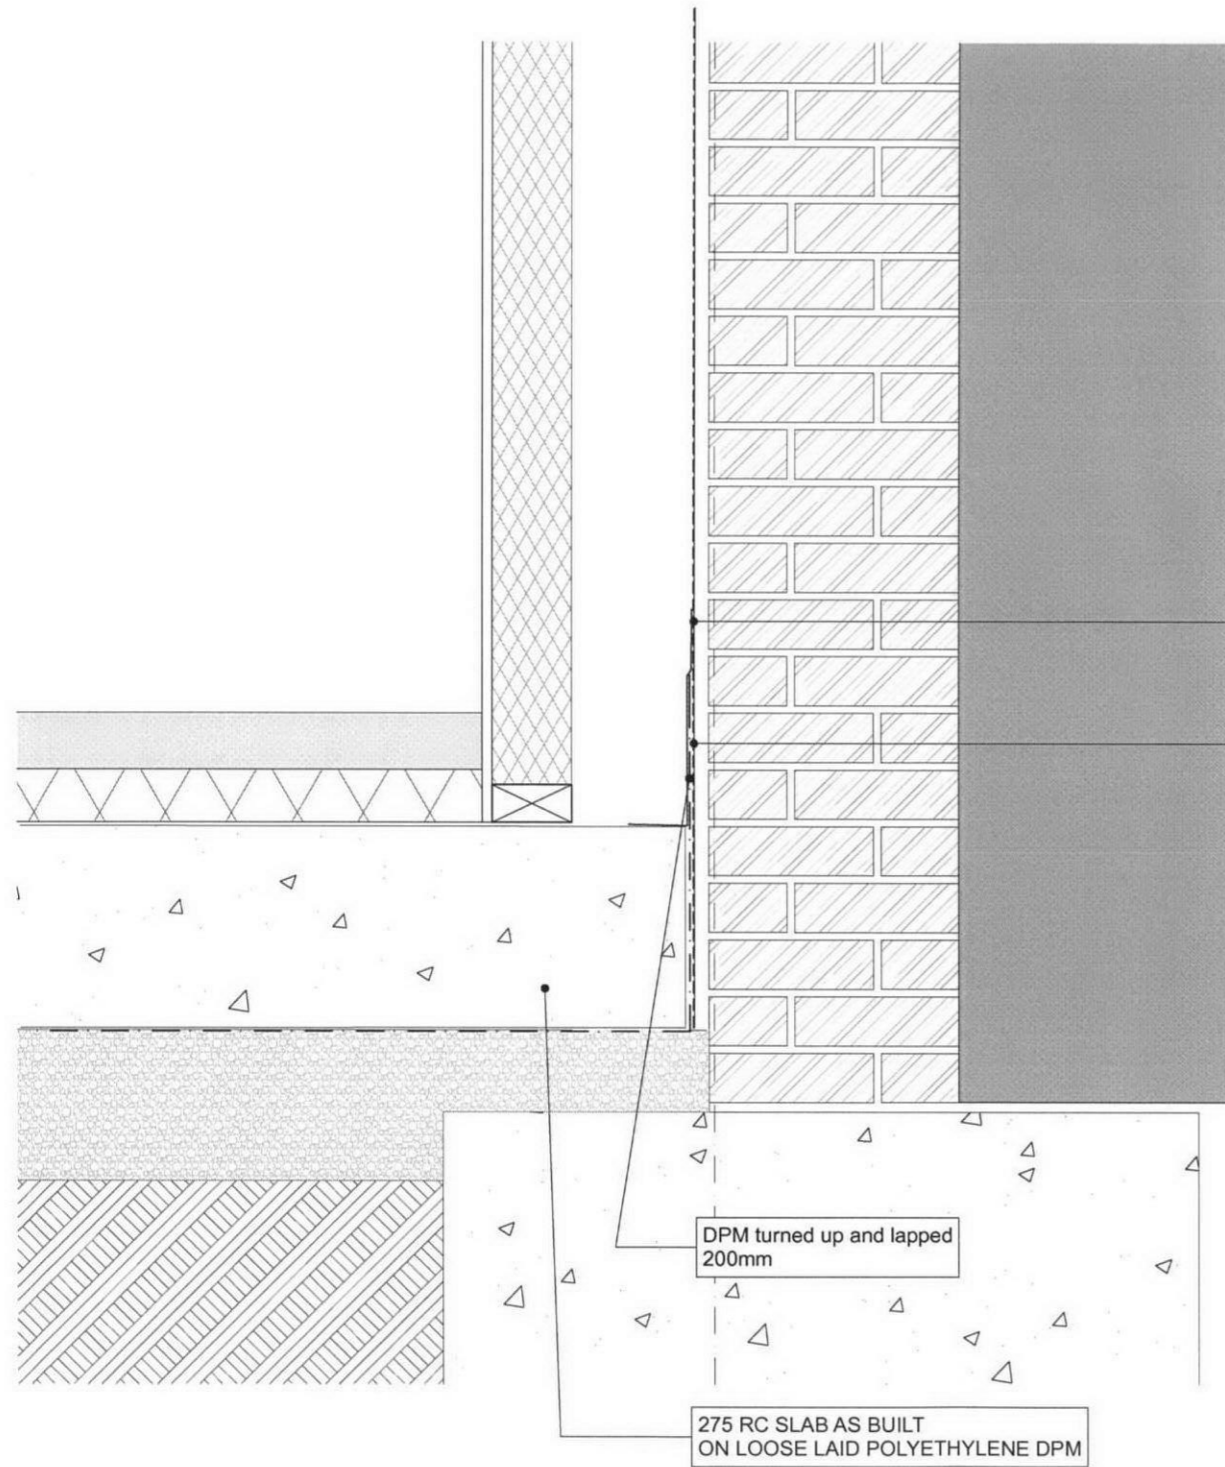 DPM turned up and lapped
200mm
275 RC SLAB AS BUILT
ON LOOSE LAID POLYETHYLENE DPM